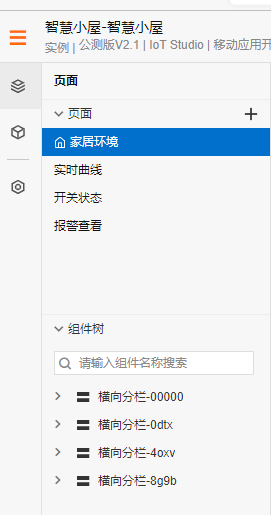 智慧小屋-智慧小屋
实例 | 公测版V2.1 | IoT Studio | 移动应用开
页面
页面
家居环境
实时曲线
开关状态
报警查看
组件树
请输入组件名称搜索
横向分栏-00000
横向分栏-0dtx
横向分栏-4oxv
横向分栏-8g9b